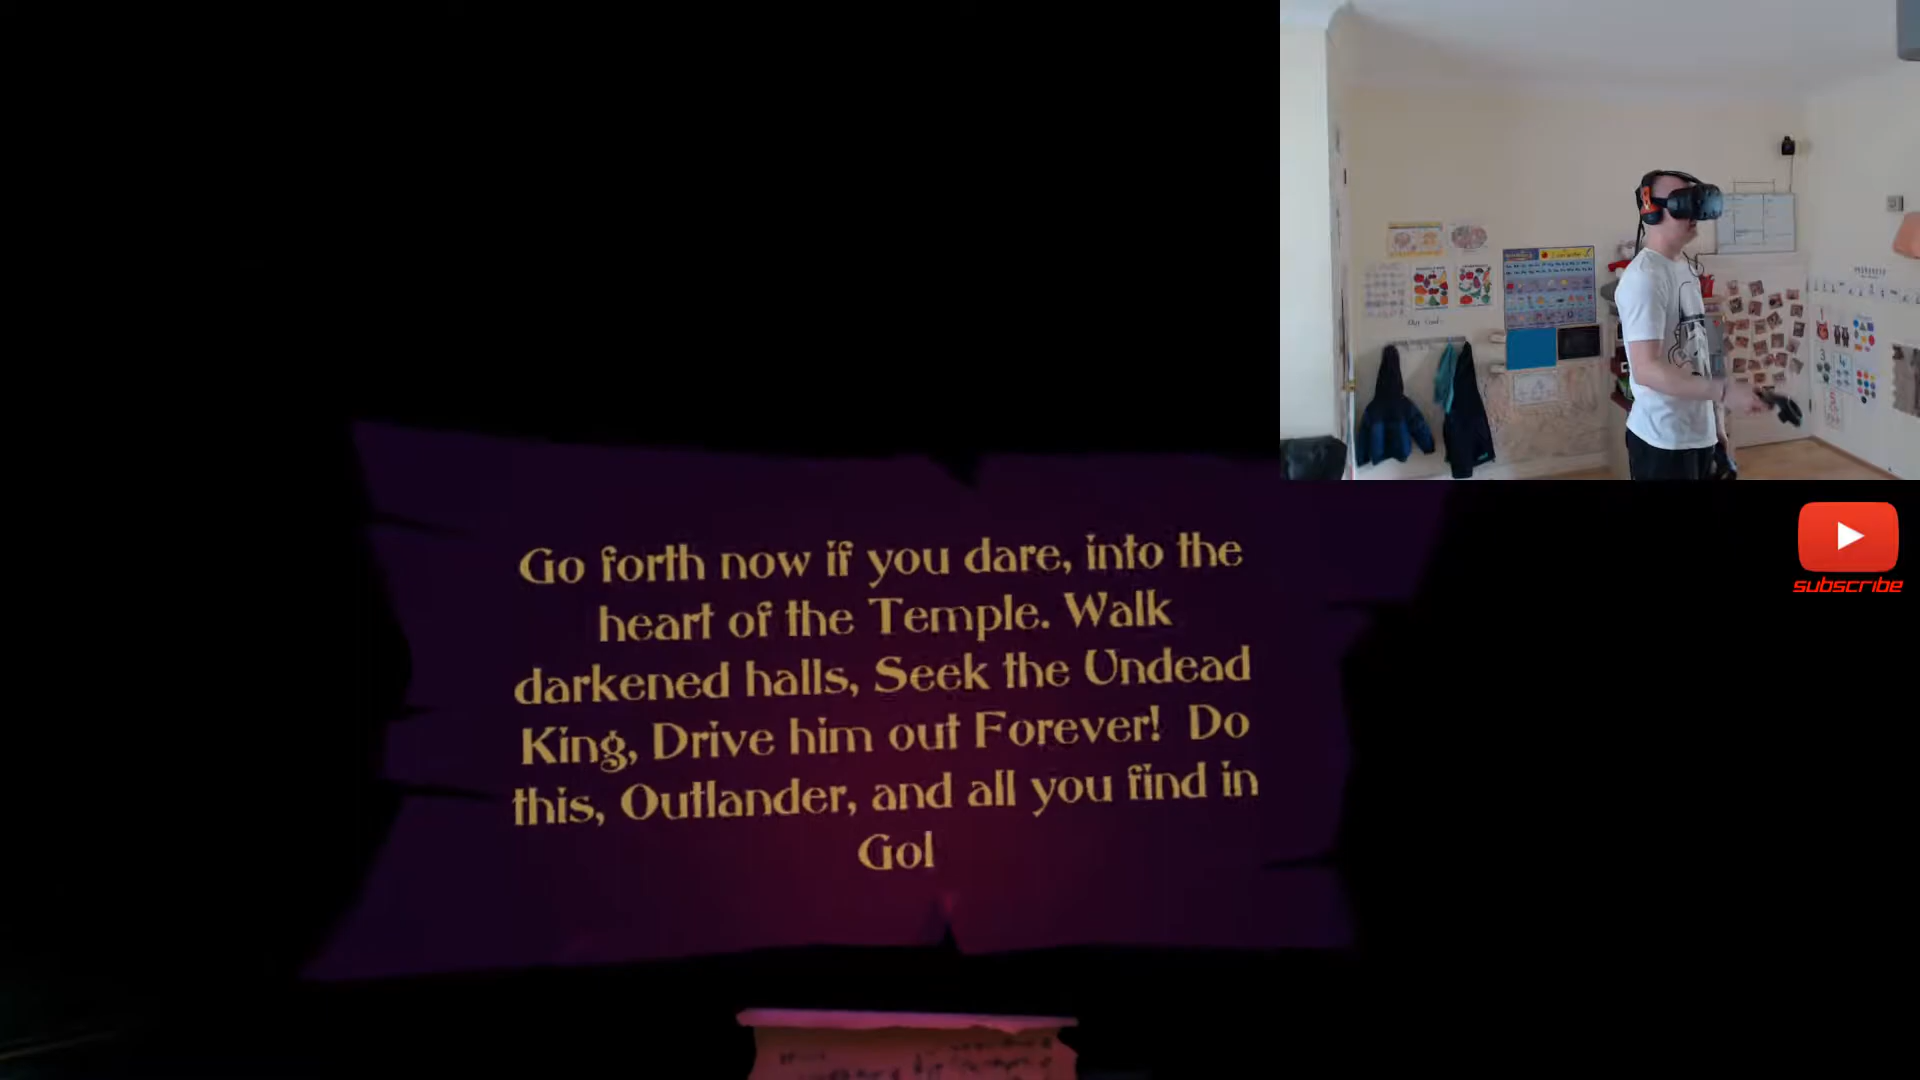 Go forth now if you dare, into the
heart of the Temple. Walk
darkened halls, Seek the Undead
King, Drive him out Forever!  Do
this, Outlander, and all you find in
Gol
subscribe